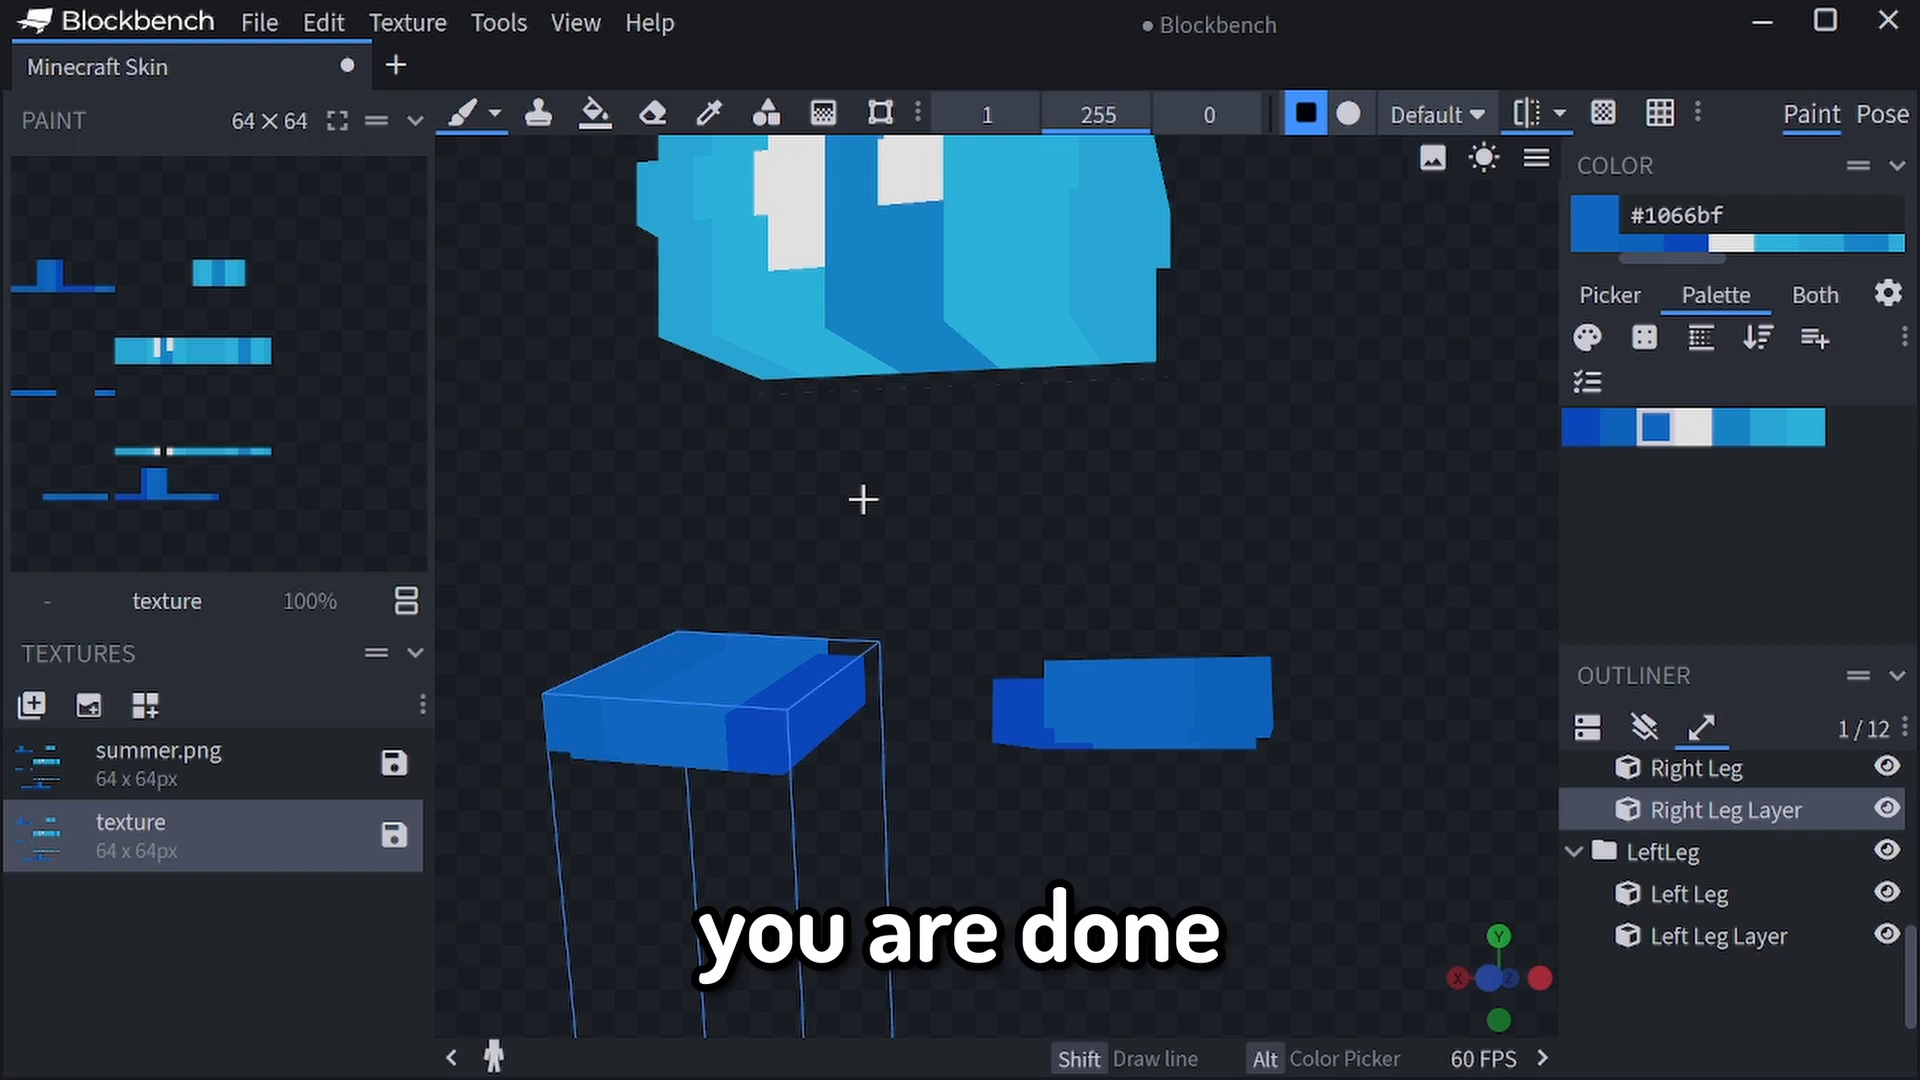 Blockbench File Edit Texture Tools View Help
Blockbench
Minecraft Skin
PAINT 64 × 64
1 255 0 Default
Paint Pose
COLOR
#1066bf
Picker Palette Both
- texture 100%
TEXTURES
summer.png
64 x 64px
texture
64 x 64px
OUTLINER
1 / 12
Right Leg
Right Leg Layer
LeftLeg
Left Leg
Left Leg Layer
you are done
Y
X Z
Shift Draw line Alt Color Picker 60 FPS